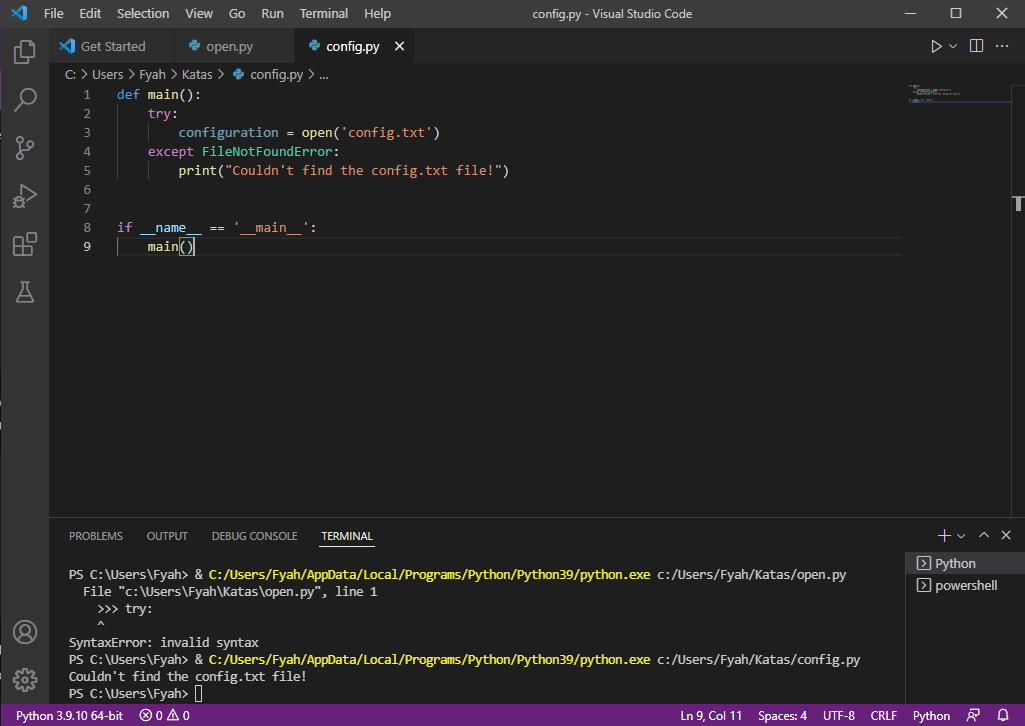 File Edit Selection View Go Run Terminal Help config.py - Visual Studio Code
Get Started open.py config.py
C: > Users > Fyah > Katas > config.py > ...
1 def main():
2 try:
3 configuration = open('config.txt')
4 except FileNotFoundError:
5 print("Couldn't find the config.txt file!")
6
7
8 if __name__ == '__main__':
9 main()
PROBLEMS OUTPUT DEBUG CONSOLE TERMINAL
Python
powershell
PS C:\Users\Fyah> & C:/Users/Fyah/AppData/Local/Programs/Python/Python39/python.exe c:/Users/Fyah/Katas/open.py
File "c:\Users\Fyah\Katas\open.py", line 1
>>> try:
^
SyntaxError: invalid syntax
PS C:\Users\Fyah> & C:/Users/Fyah/AppData/Local/Programs/Python/Python39/python.exe c:/Users/Fyah/Katas/config.py
Couldn't find the config.txt file!
PS C:\Users\Fyah>
Python 3.9.10 64-bit 0 0 Ln 9, Col 11 Spaces: 4 UTF-8 CRLF Python